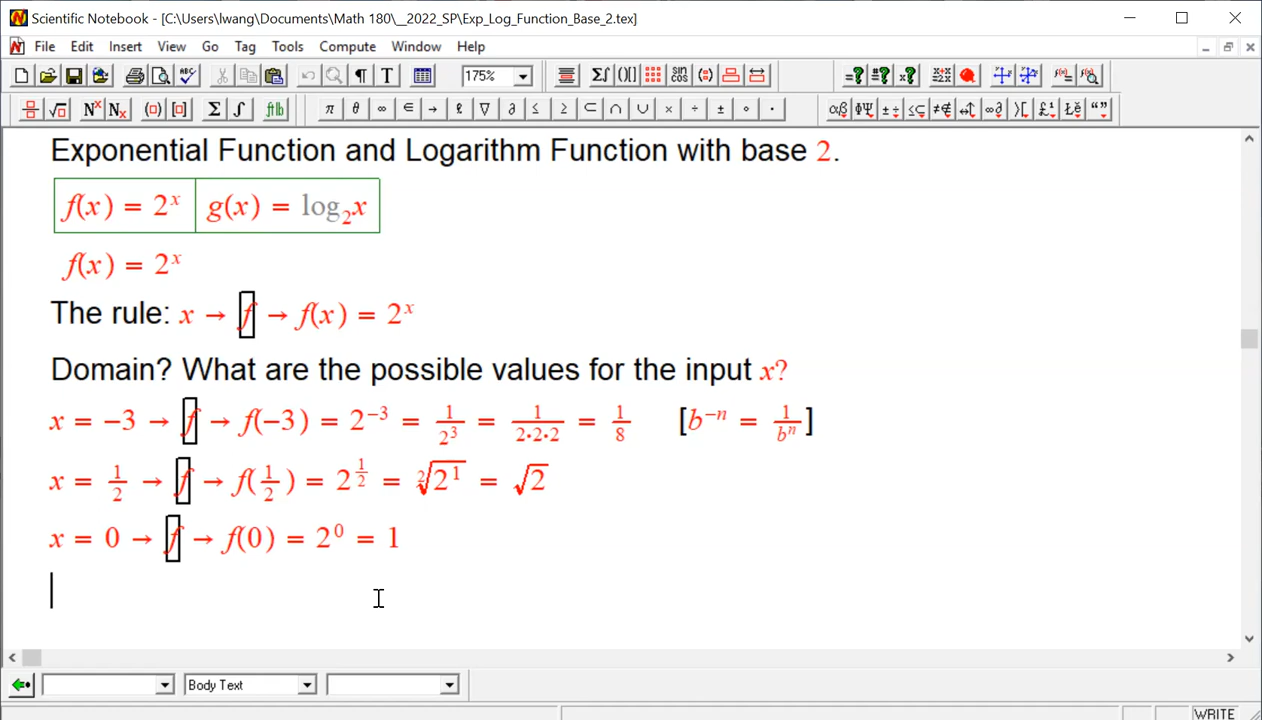 Scientific Notebook - [C:\Users\lwang\Documents\Math 180\__2022_SP\Exp_Log_Function_Base_2.tex]
File Edit Insert View Go Tag Tools Compute Window Help
175%
Exponential Function and Logarithm Function with base 2.
f(x) = 2^x g(x) = log₂x
f(x) = 2^x
The rule: x → f → f(x) = 2^x
Domain? What are the possible values for the input x?
x = −3 → f → f(−3) = 2^−3 = 1/2^3 = 1/(2·2·2) = 1/8 [b^−n = 1/b^n]
x = 1/2 → f → f(1/2) = 2^(1/2) = ²√2^1 = √2
x = 0 → f → f(0) = 2^0 = 1
Body Text
WRITE